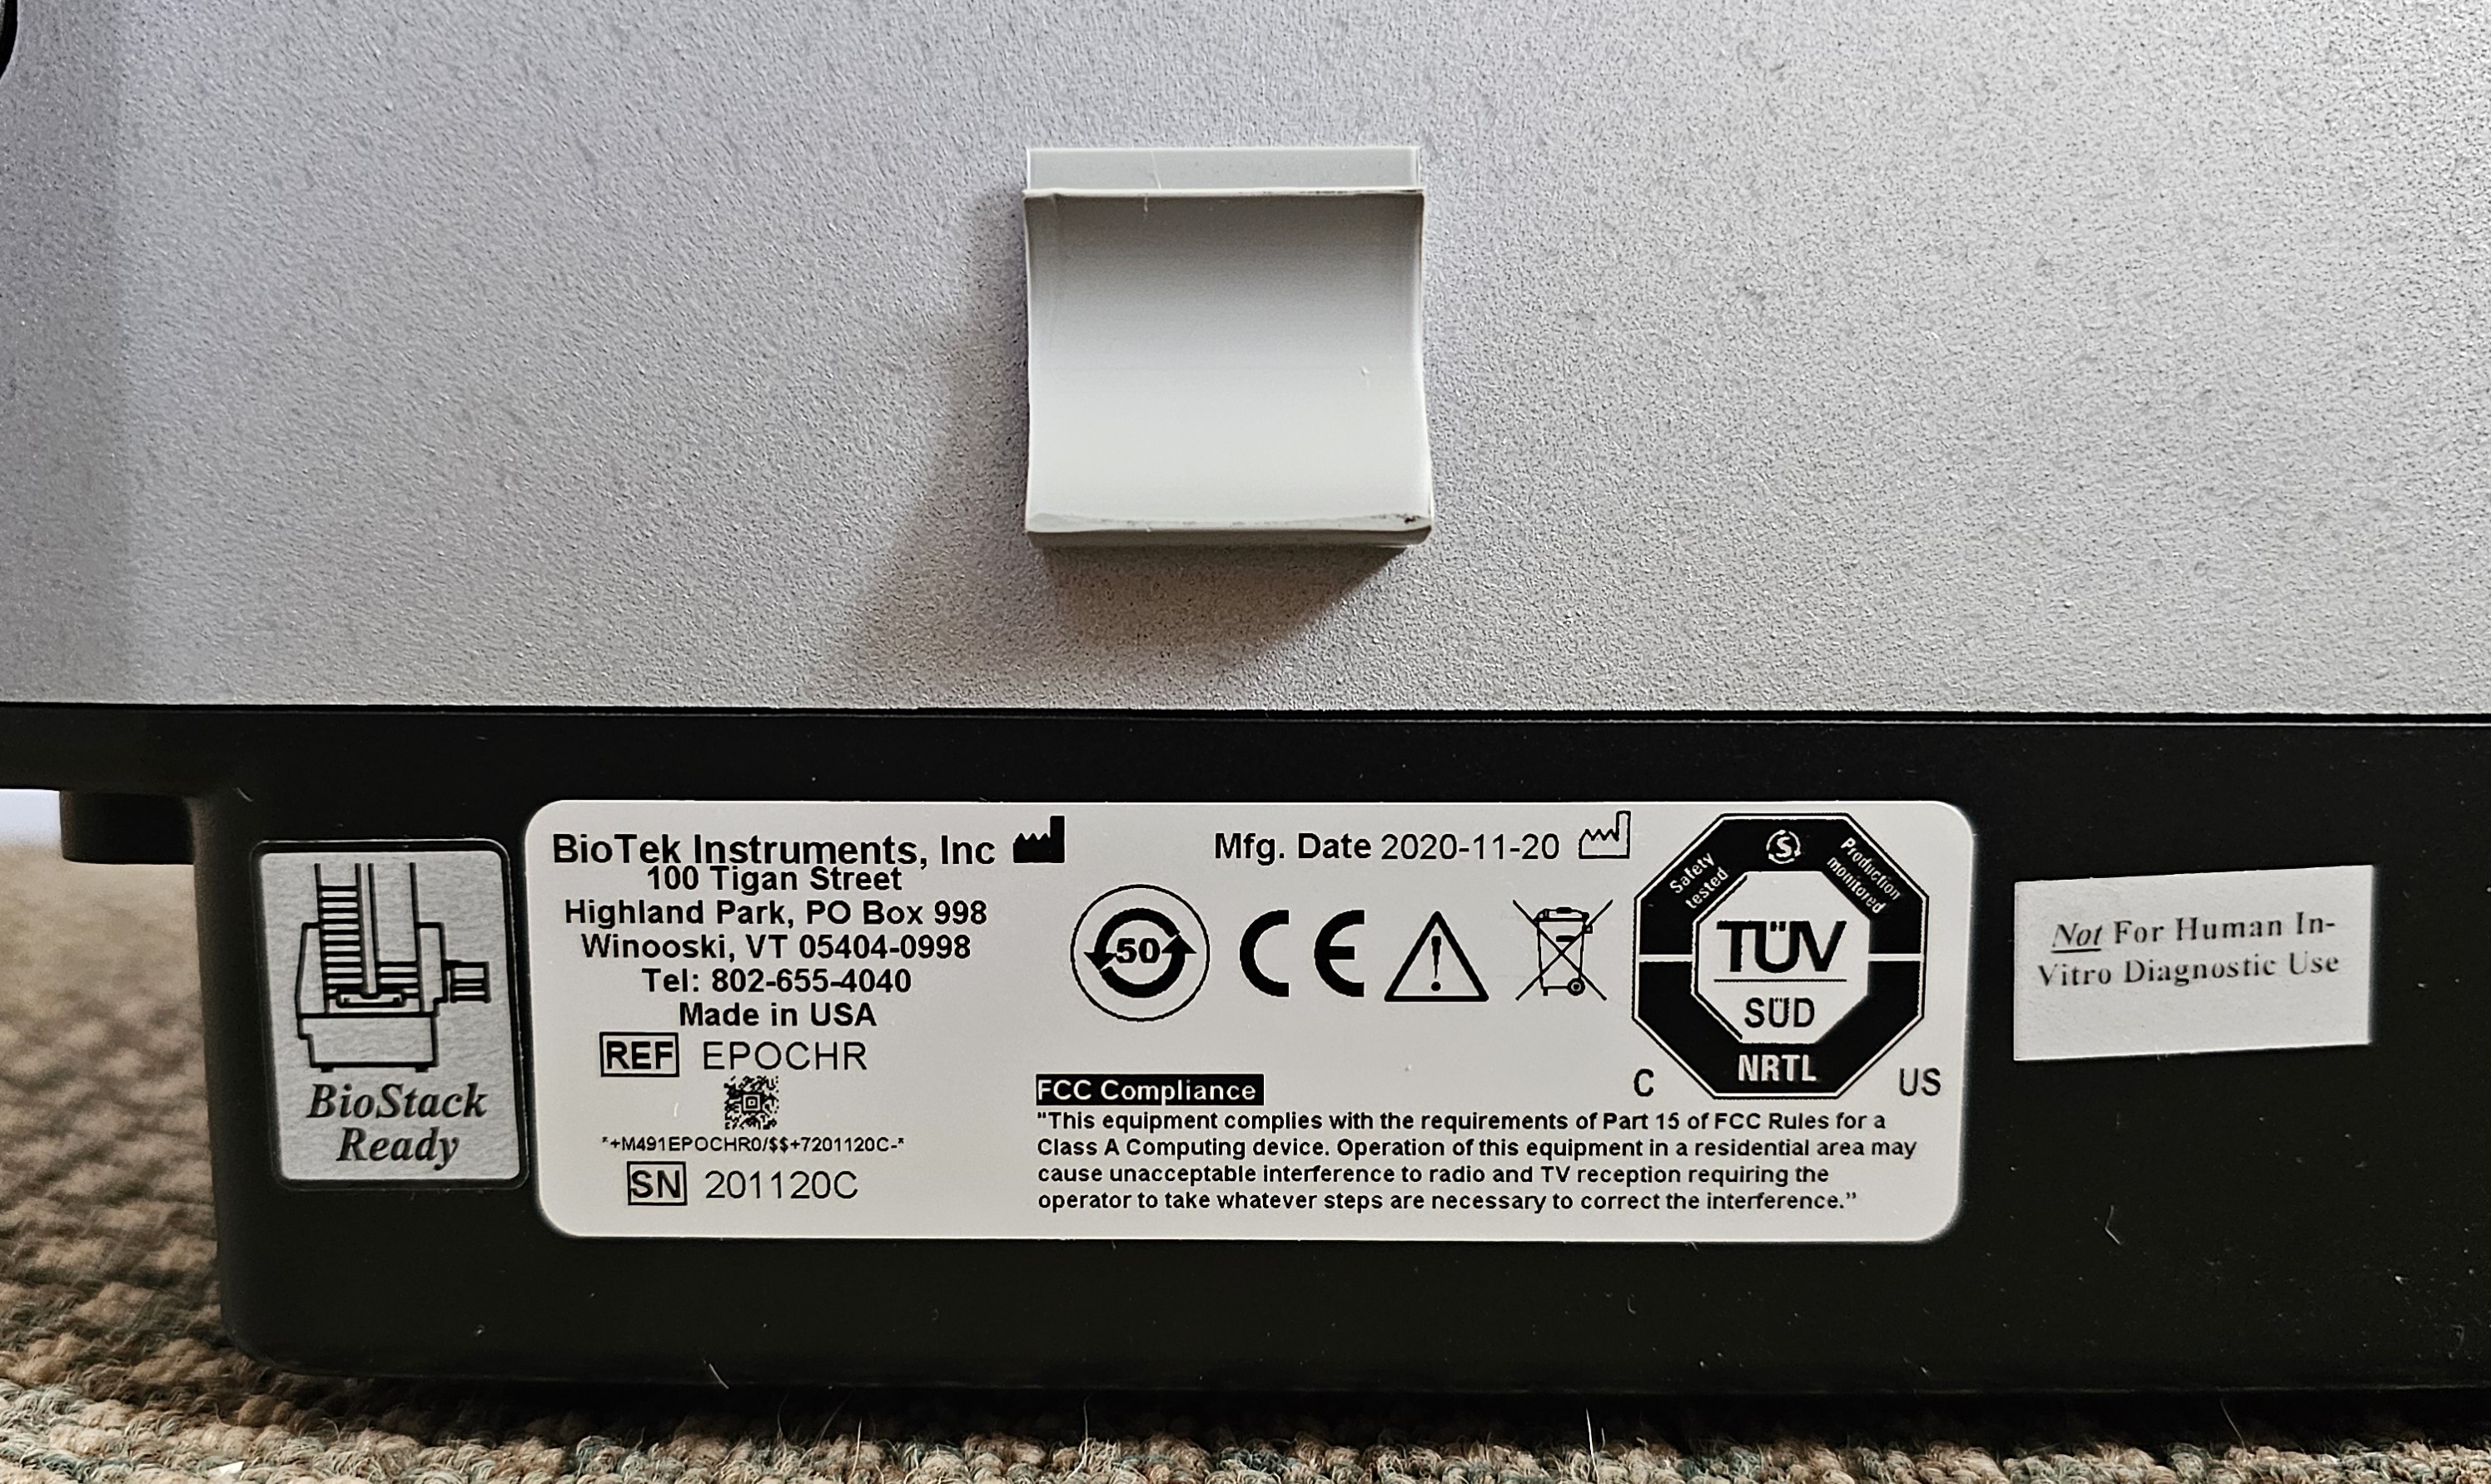 BioStack
Ready
BioTek Instruments, Inc
100 Tigan Street
Highland Park, PO Box 998
Winooski, VT 05404-0998
Tel: 802-655-4040
Made in USA
REF EPOCHR
*+M491EPOCHR0/$$+7201120C-*
SN 201120C
Mfg. Date 2020-11-20
50
CE
FCC Compliance
"This equipment complies with the requirements of Part 15 of FCC Rules for a
Class A Computing device. Operation of this equipment in a residential area may
cause unacceptable interference to radio and TV reception requiring the
operator to take whatever steps are necessary to correct the interference."
S
Safety
tested
Production
monitored
TÜV
SÜD
NRTL
C US
Not For Human In-
Vitro Diagnostic Use